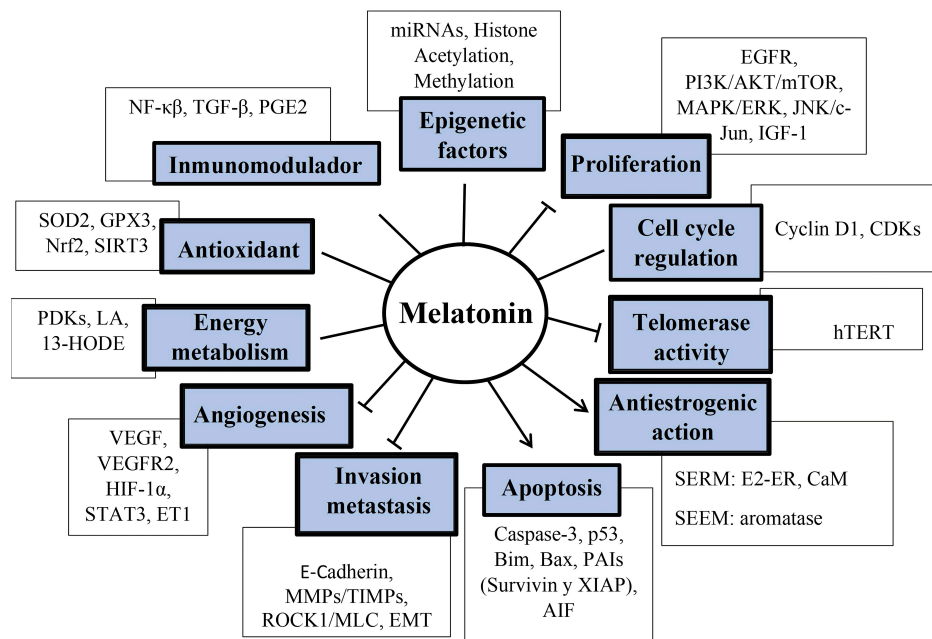 miRNAs, Histone
Acetylation,
Methylation
Epigenetic
factors
EGFR,
PI3K/AKT/mTOR,
MAPK/ERK, JNK/c-
Jun, IGF-1
Proliferation
NF-κβ, TGF-β, PGE2
Inmunomodulador
Cell cycle
regulation
Cyclin D1, CDKs
SOD2, GPX3,
Nrf2, SIRT3
Antioxidant
Melatonin
Telomerase
activity
hTERT
PDKs, LA,
13-HODE
Energy
metabolism
Antiestrogenic
action
SERM: E2-ER, CaM
SEEM: aromatase
Angiogenesis
VEGF,
VEGFR2,
HIF-1α,
STAT3, ET1
Invasion
metastasis
E-Cadherin,
MMPs/TIMPs,
ROCK1/MLC, EMT
Apoptosis
Caspase-3, p53,
Bim, Bax, PAIs
(Survivin y XIAP),
AIF